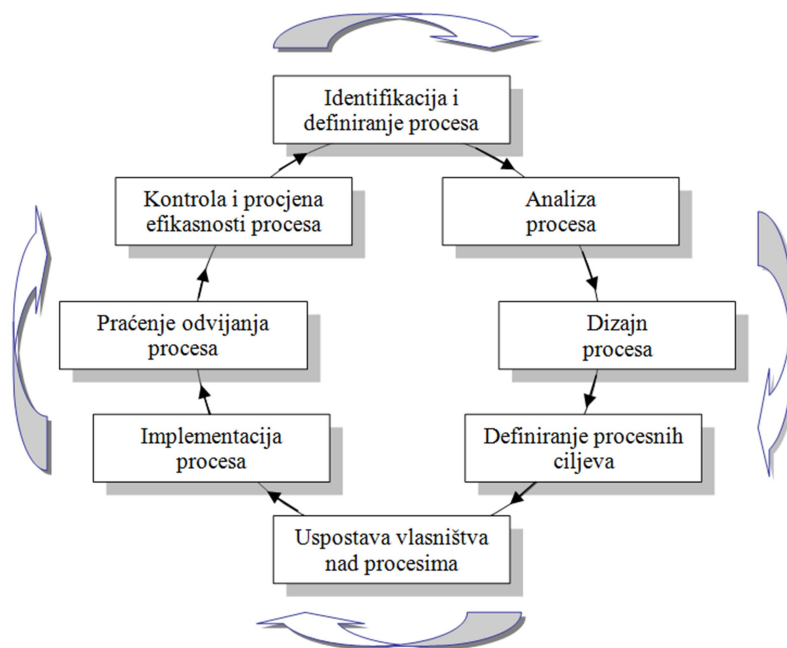 Identifikacija i
definiranje procesa
Analiza
procesa
Dizajn
procesa
Definiranje procesnih
ciljeva
Uspostava vlasništva
nad procesima
Implementacija
procesa
Praćenje odvijanja
procesa
Kontrola i procjena
efikasnosti procesa